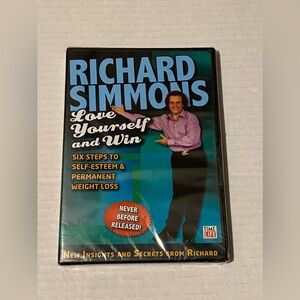 RICHARD
SIMMONS
Love
Yourself
and Win
SIX STEPS TO
SELF-ESTEEM &
PERMANENT
WEIGHT LOSS
NEVER
BEFORE
RELEASED!
TIME
LIFE
NEW INSIGHTS AND SECRETS FROM RICHARD